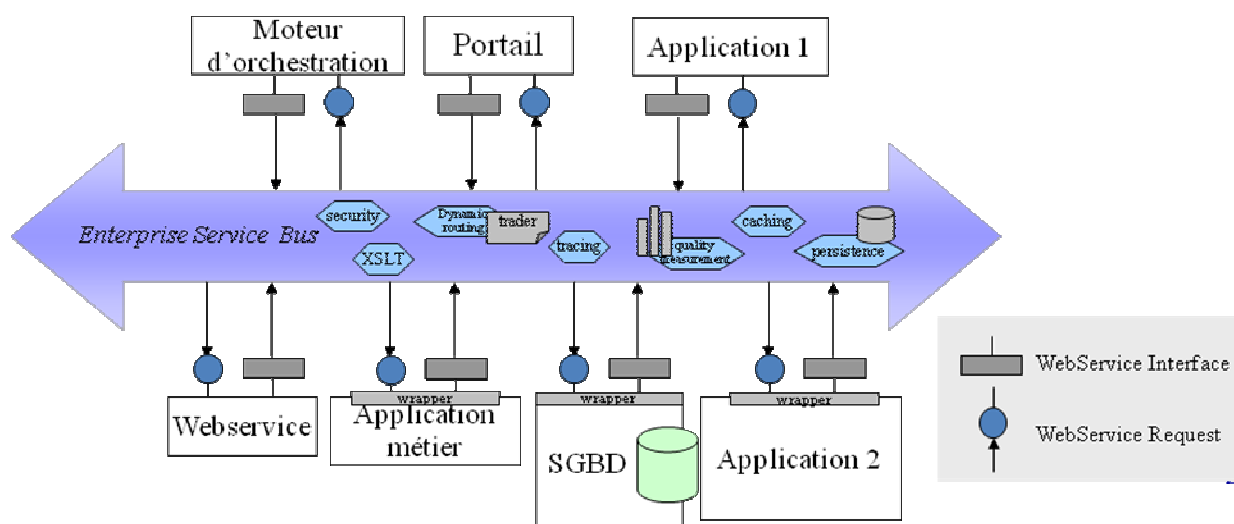 Moteur
d'orchestration
Portail
Application 1
Enterprise Service Bus
security
XSLT
Dynamic
routing
trader
tracing
quality
measurement
caching
persistence
Webservice
wrapper
Application
métier
wrapper
SGBD
wrapper
Application 2
WebService Interface
WebService Request